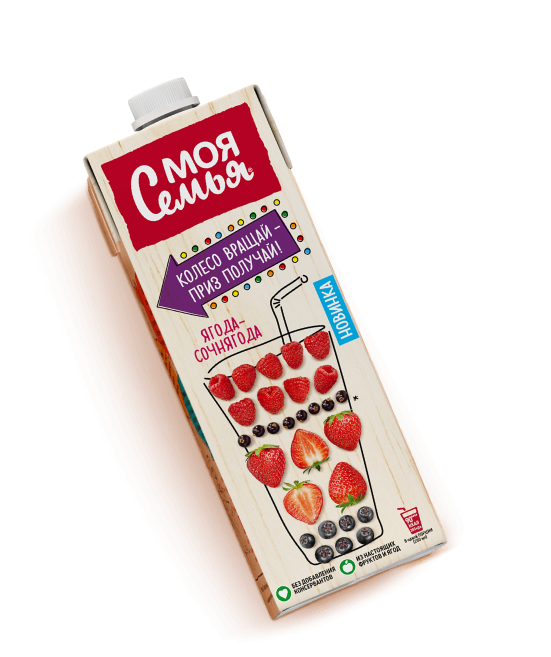 МОЯ
Семья®
КОЛЕСО ВРАЩАЙ –
ПРИЗ ПОЛУЧАЙ!
НОВИНКА
ЯГОДА-
СОЧНЯГОДА
БЕЗ ДОБАВЛЕНИЯ
КОНСЕРВАНТОВ
ИЗ НАСТОЯЩИХ
ФРУКТОВ И ЯГОД